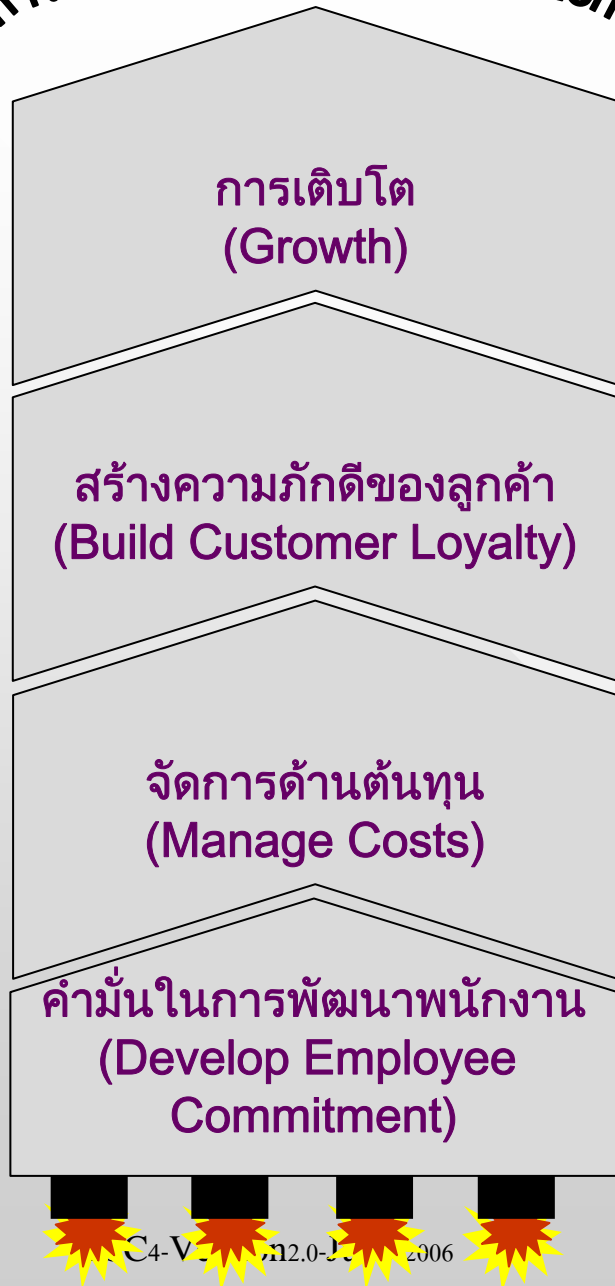 การเติบโต
(Growth)
สร้างความภักดีของลูกค้า
(Build Customer Loyalty)
จัดการด้านต้นทุน
(Manage Costs)
คำมั่นในการพัฒนาพนักงาน
(Develop Employee
Commitment)
2006